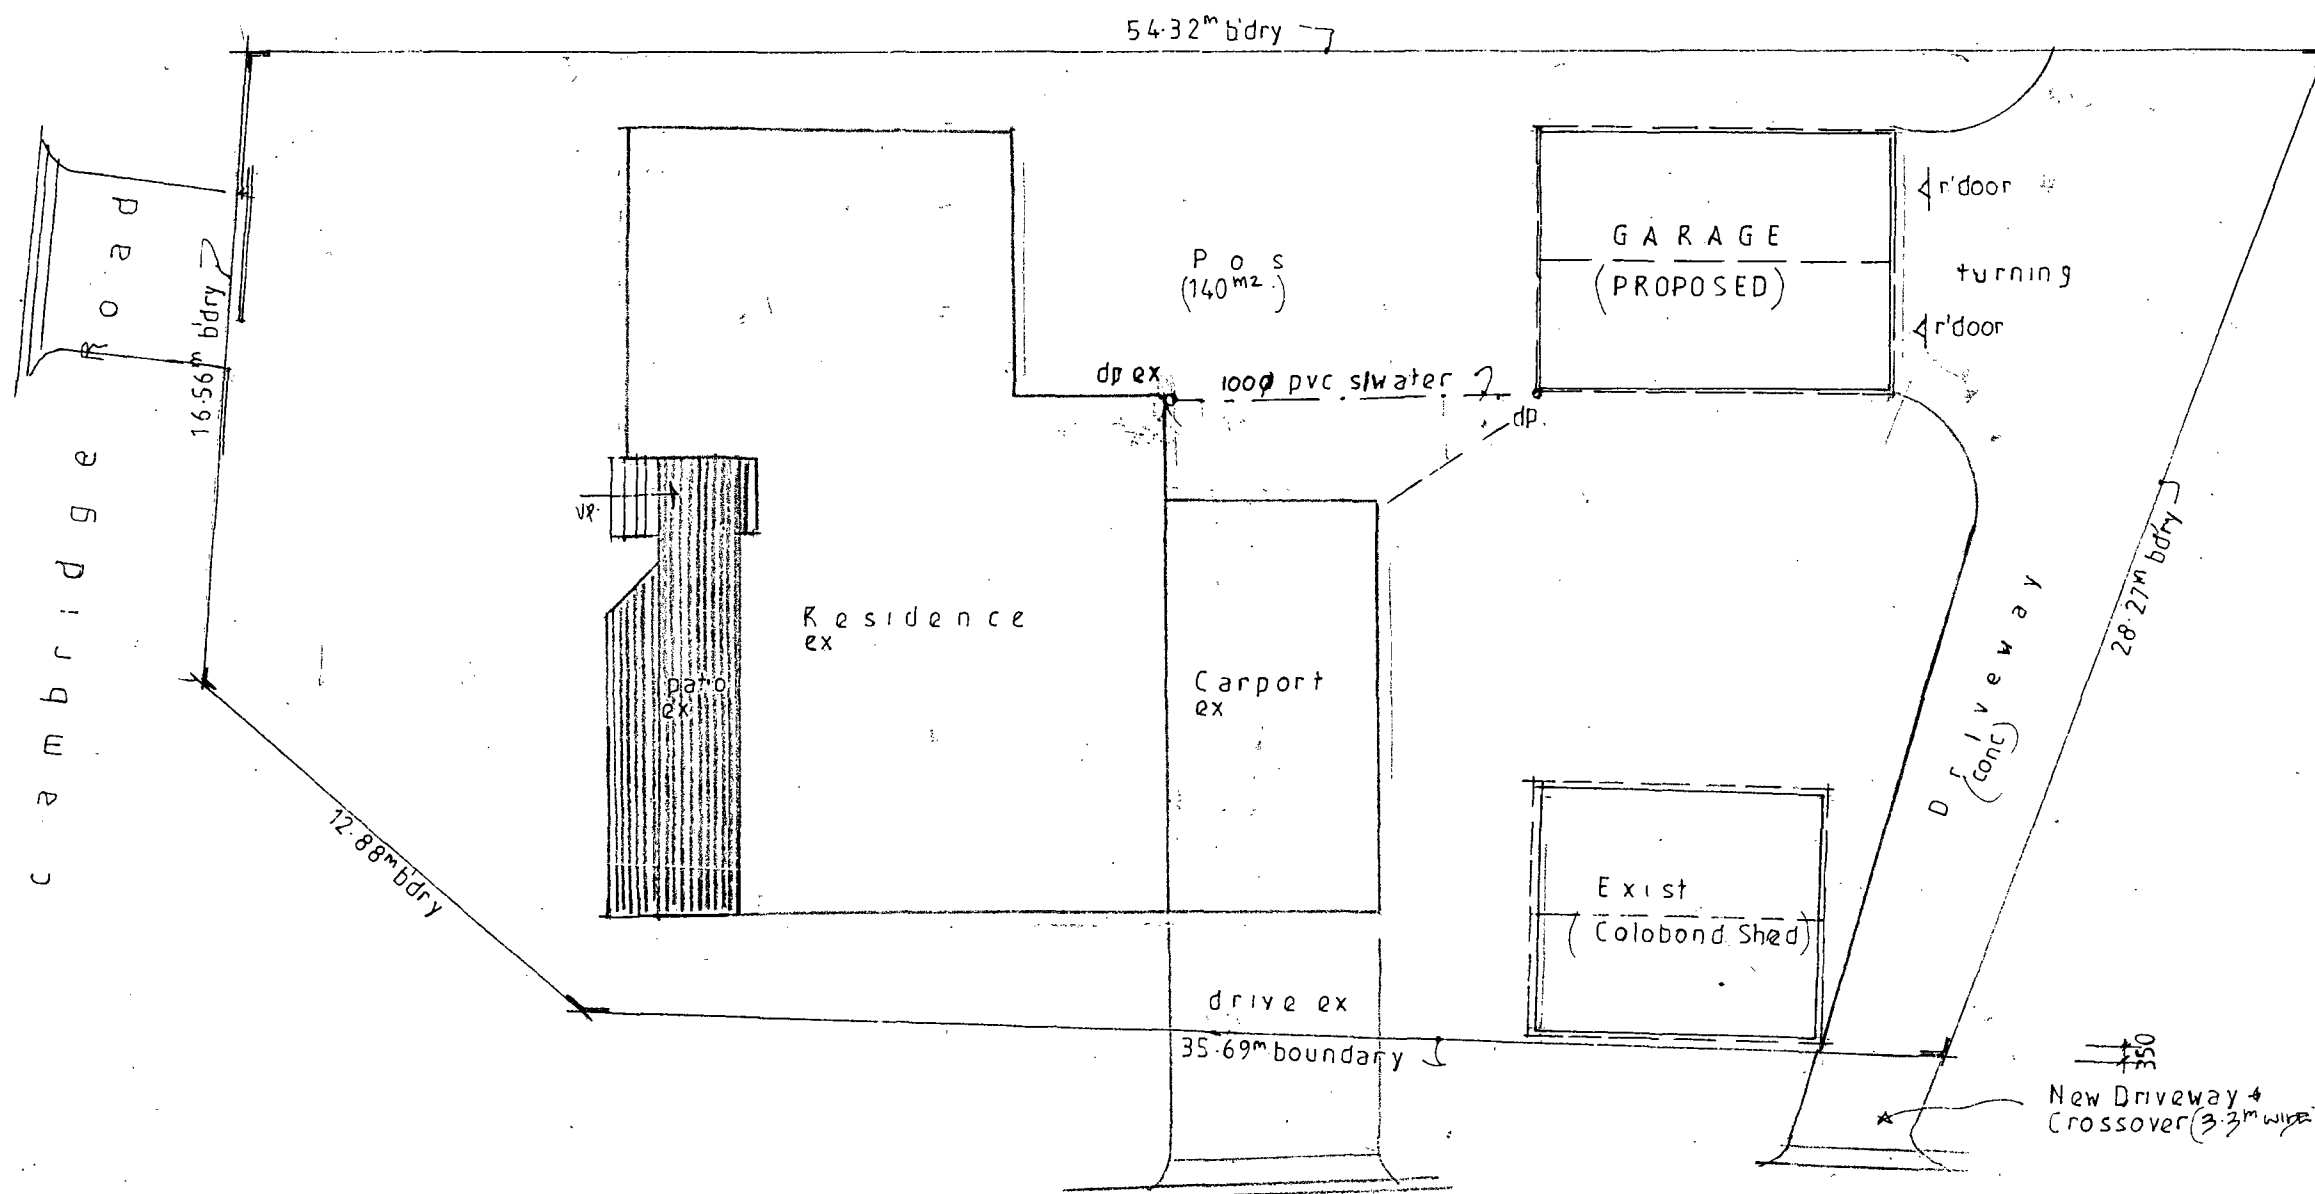 54.32m b'dry
Road
16.56m b'dry
Cambridge
r'door
GARAGE
(PROPOSED)
turning
r'door
Pos
(140m2.)
dp ex
100ø pvc s/water
dp.
Residence
ex
patio
ex
Carport
ex
Driveway
(conc)
28.27m bdry
12.88m b'dry
Exist
(Colobond Shed)
drive ex
35.69m boundary
350
New Driveway &
Crossover (3.3m wide